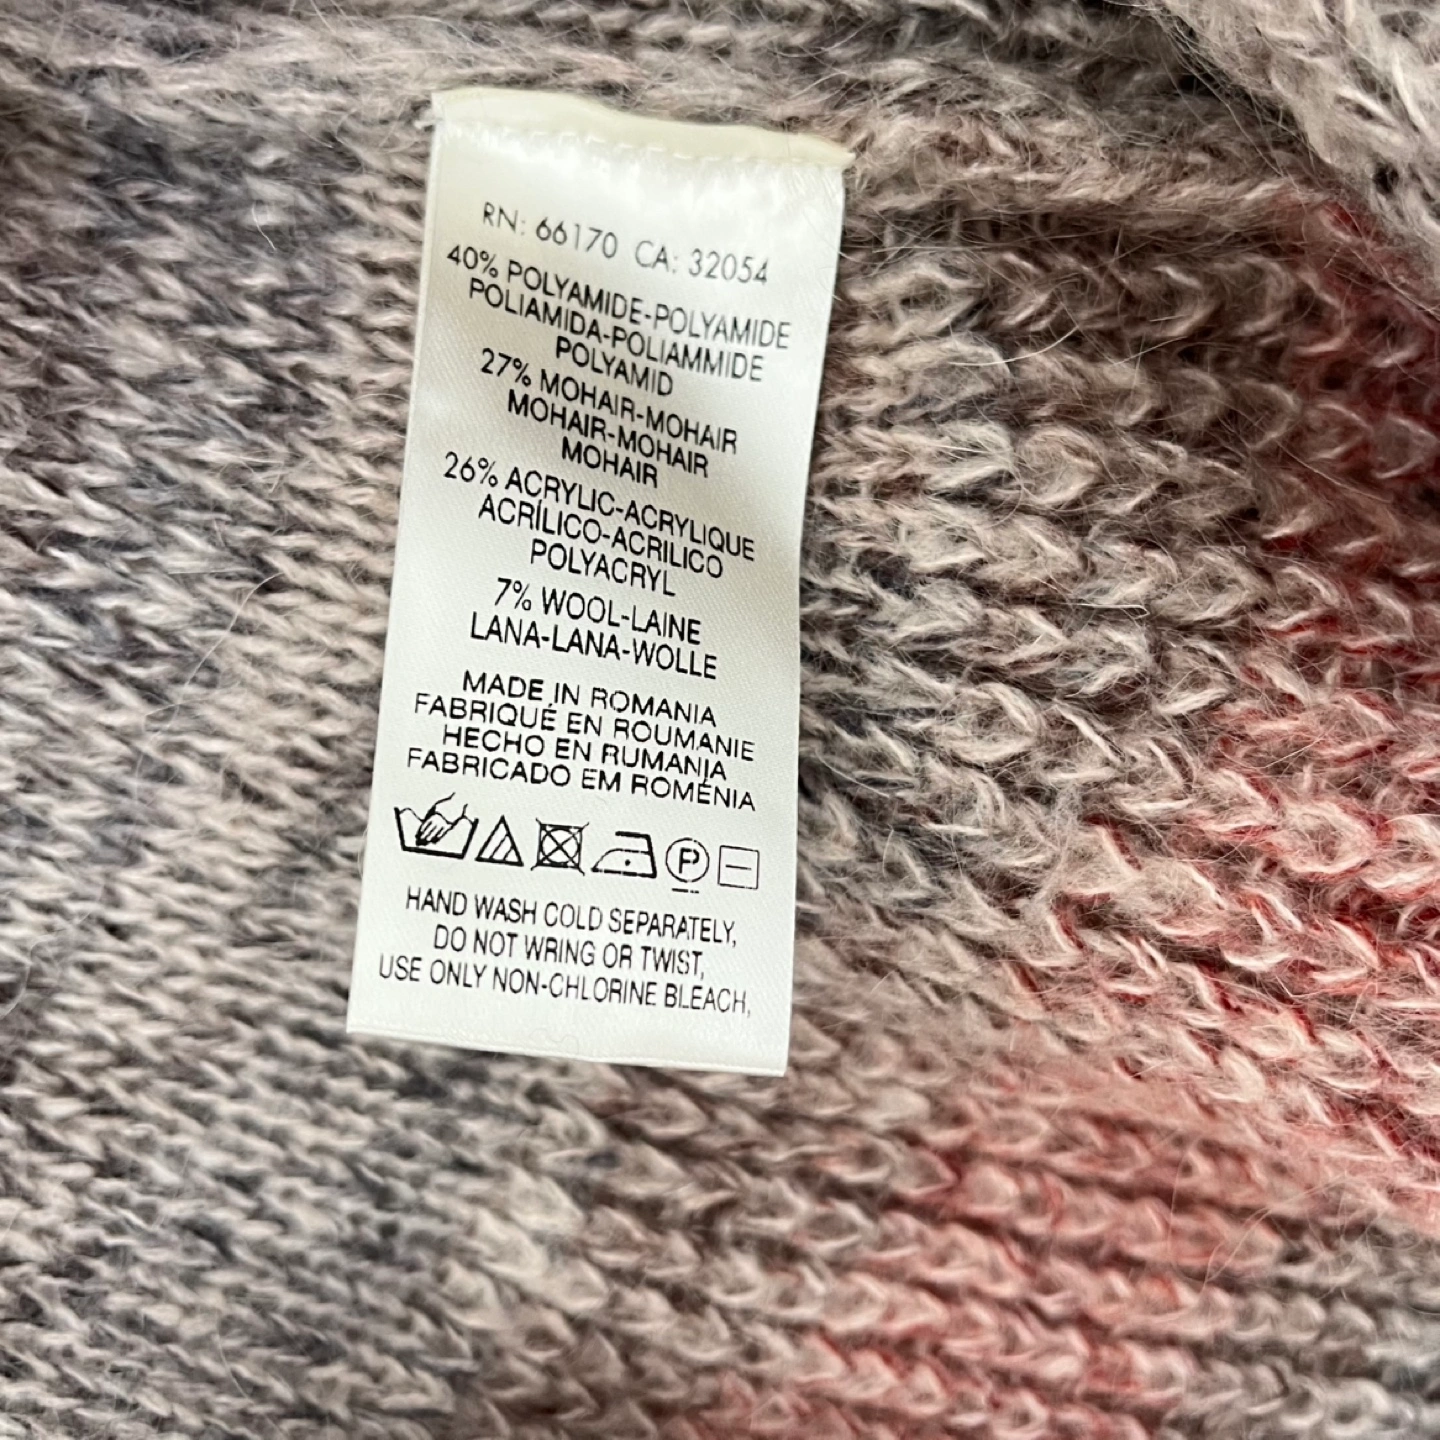 RN: 66170 CA: 32054
40% POLYAMIDE-POLYAMIDE
POLIAMIDA-POLIAMMIDE
POLYAMID
27% MOHAIR-MOHAIR
MOHAIR-MOHAIR
MOHAIR
26% ACRYLIC-ACRYLIQUE
ACRÍLICO-ACRILICO
POLYACRYL
7% WOOL-LAINE
LANA-LANA-WOLLE
MADE IN ROMANIA
FABRIQUÉ EN ROUMANIE
HECHO EN RUMANIA
FABRICADO EM ROMÉNIA
P
HAND WASH COLD SEPARATELY,
DO NOT WRING OR TWIST,
USE ONLY NON-CHLORINE BLEACH,